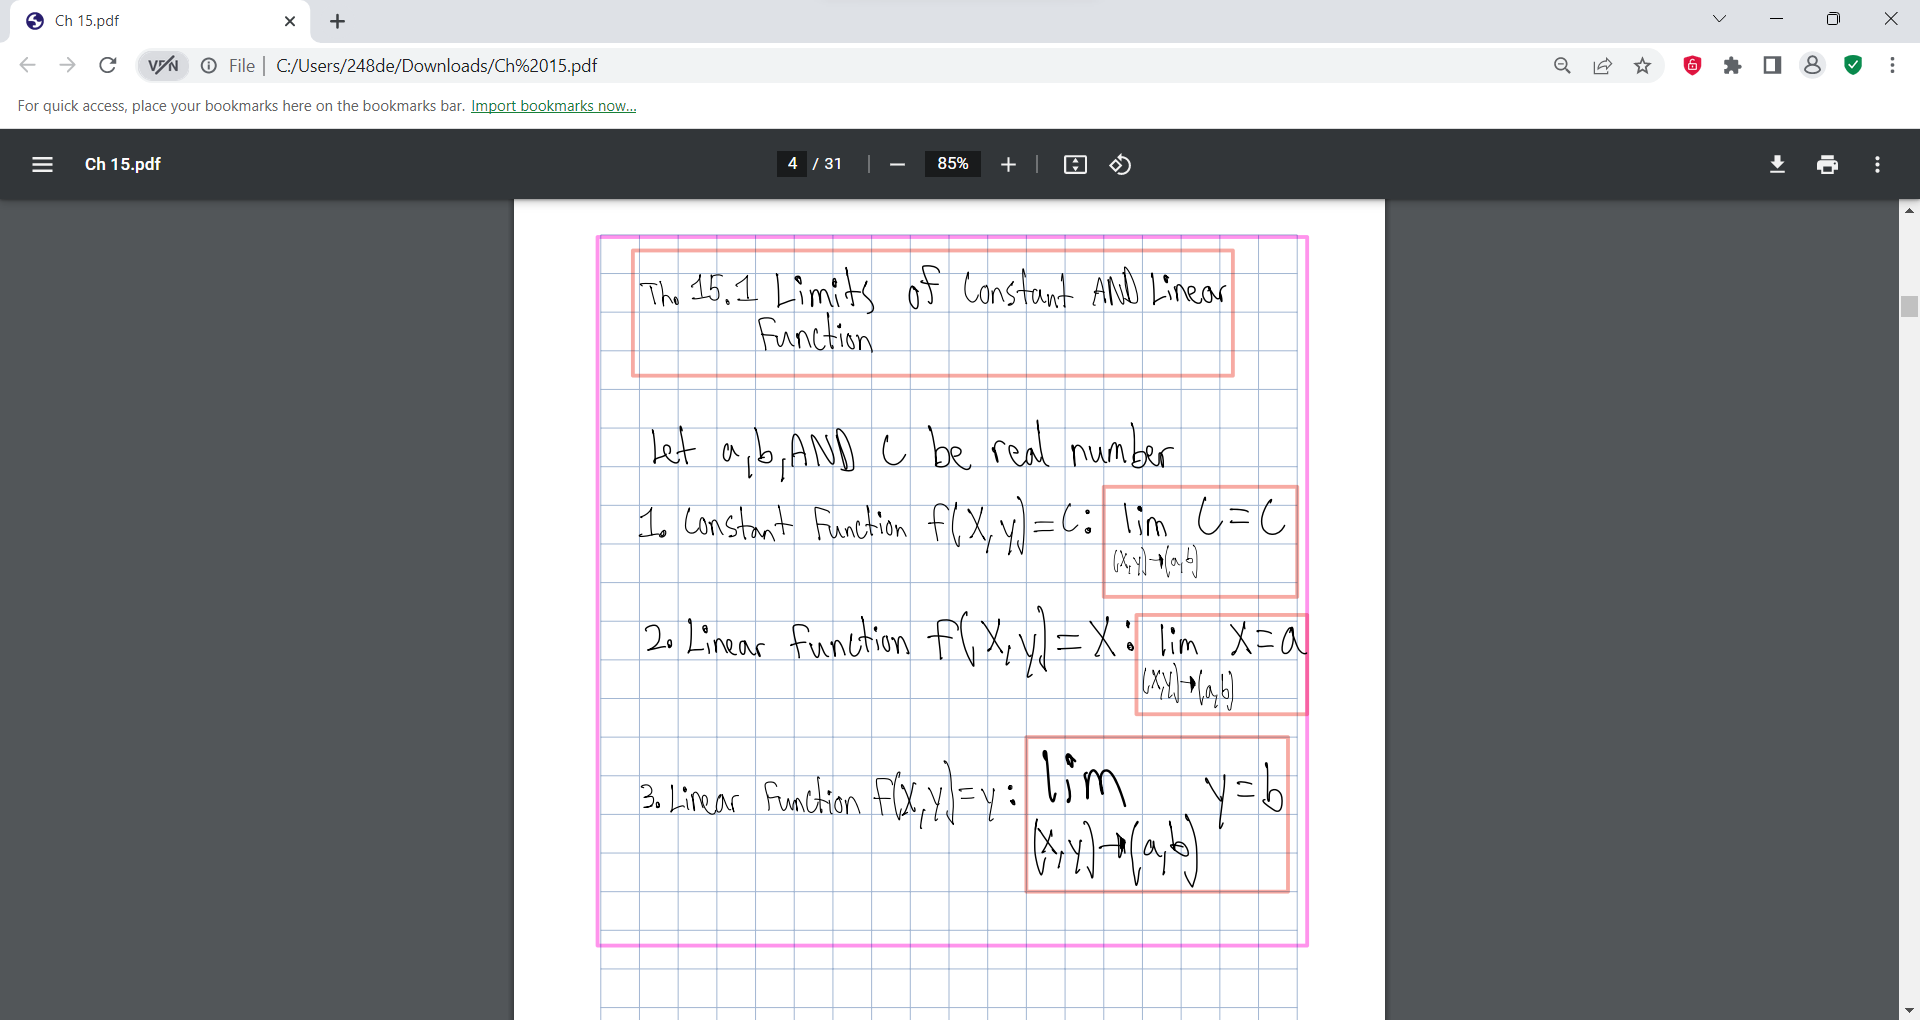 Ch 15.pdf
VPN File C:/Users/248de/Downloads/Ch%2015.pdf
For quick access, place your bookmarks here on the bookmarks bar. Import bookmarks now...
Ch 15.pdf 4 / 31 85%
Th. 15.1 Limits of Constant AND Linear
Function
Let a, b, AND C be real number
1. Constant Function f(x,y)=C: lim C=C
(x,y)→(a,b)
2. Linear function f(x,y)=x: lim x=a
(x,y)→(a,b)
3. Linear Function f(x,y)=y: lim y=b
(x,y)→(a,b)